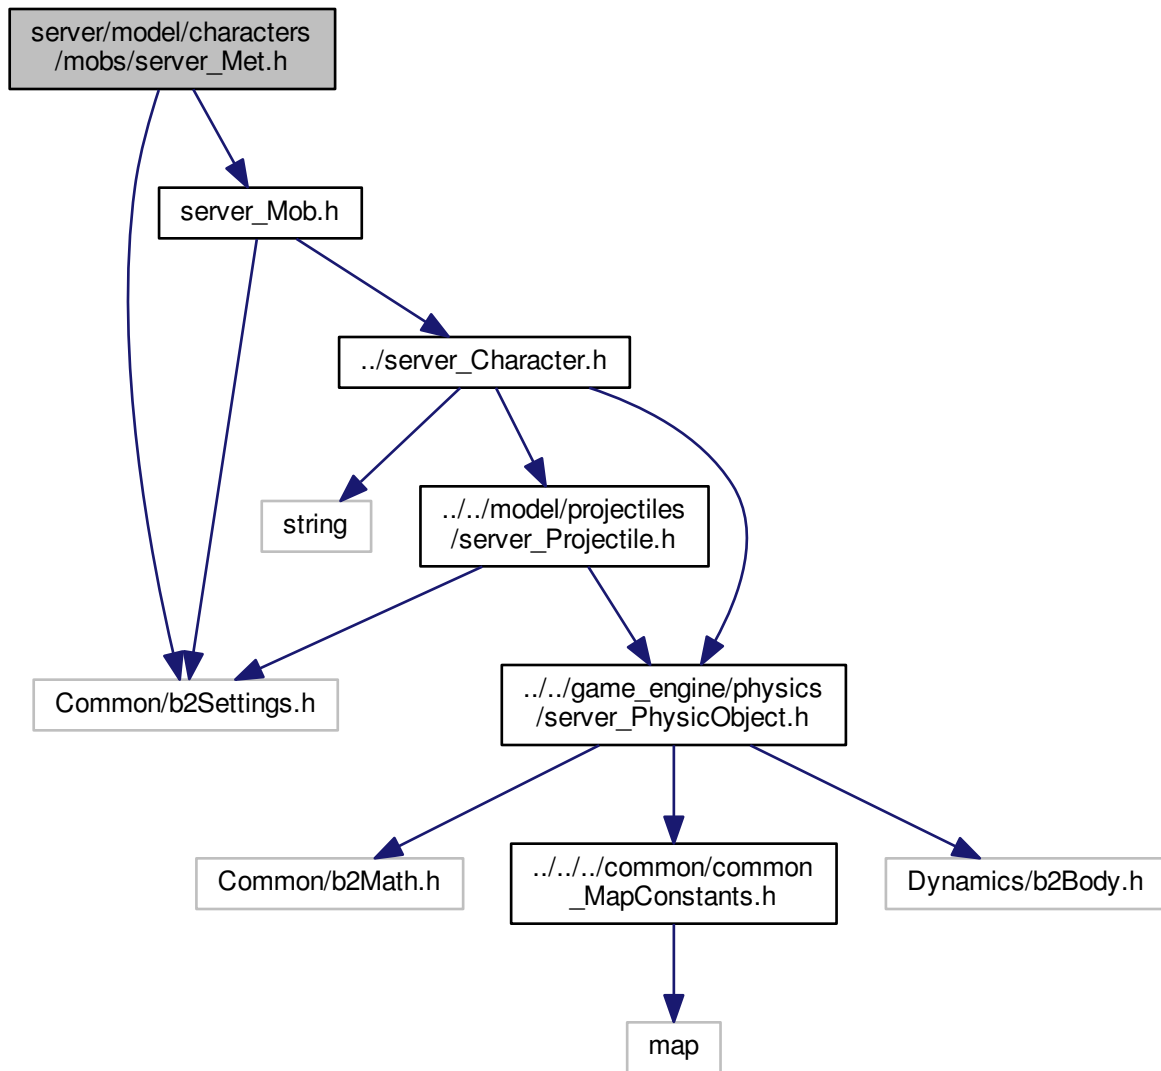 server/model/characters
/mobs/server_Met.h
server_Mob.h
../server_Character.h
string
../../model/projectiles
/server_Projectile.h
Common/b2Settings.h
../../game_engine/physics
/server_PhysicObject.h
Common/b2Math.h
../../../common/common
_MapConstants.h
Dynamics/b2Body.h
map